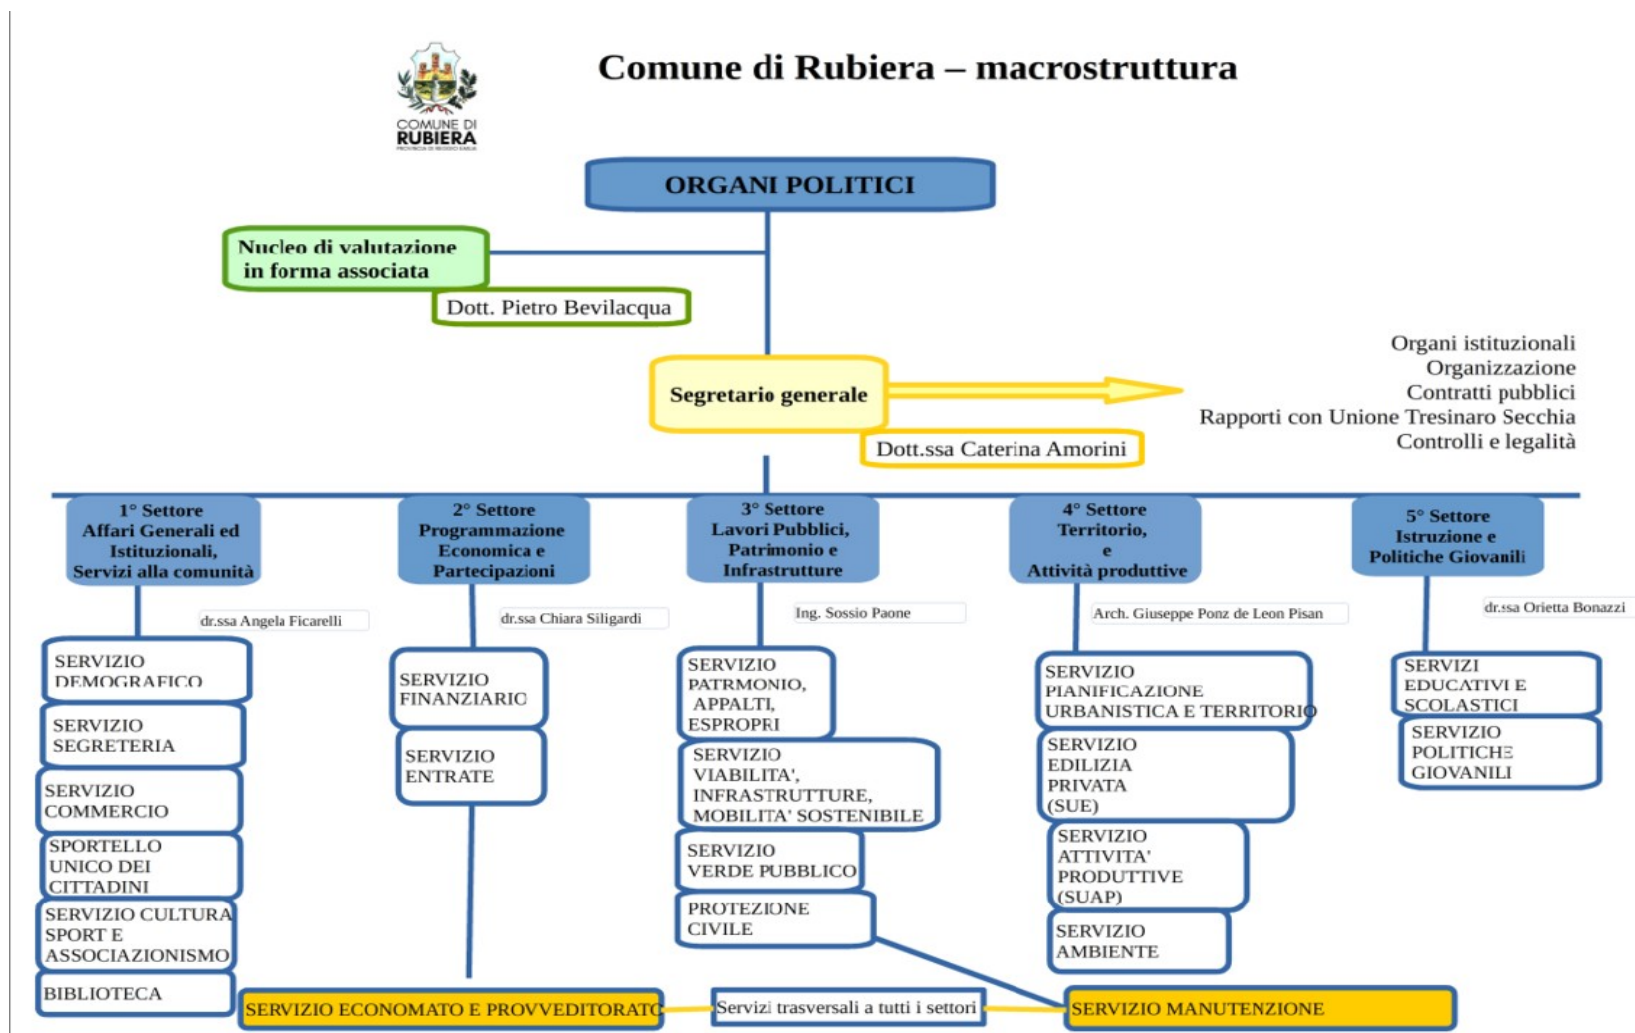 Comune di Rubiera – macrostruttura
COMUNE DI
RUBIERA
PROVINCIA DI REGGIO EMILIA
ORGANI POLITICI
Nucleo di valutazione
in forma associata
Dott. Pietro Bevilacqua
Organi istituzionali
Organizzazione
Contratti pubblici
Rapporti con Unione Tresinaro Secchia
Controlli e legalità
Segretario generale
Dott.ssa Caterina Amorini
1° Settore
Affari Generali ed
Istituzionali,
Servizi alla comunità
dr.ssa Angela Ficarelli
SERVIZIO
DEMOGRAFICO
SERVIZIO
SEGRETERIA
SERVIZIO
COMMERCIO
SPORTELLO
UNICO DEI
CITTADINI
SERVIZIO CULTURA
SPORT E
ASSOCIAZIONISMO
BIBLIOTECA
2° Settore
Programmazione
Economica e
Partecipazioni
dr.ssa Chiara Siligardi
SERVIZIO
FINANZIARIO
SERVIZIO
ENTRATE
3° Settore
Lavori Pubblici,
Patrimonio e
Infrastrutture
Ing. Sossio Paone
SERVIZIO
PATRMONIO,
APPALTI,
ESPROPRI
SERVIZIO
VIABILITA',
INFRASTRUTTURE,
MOBILITA' SOSTENIBILE
SERVIZIO
VERDE PUBBLICO
PROTEZIONE
CIVILE
4° Settore
Territorio,
e
Attività produttive
Arch. Giuseppe Ponz de Leon Pisan
SERVIZIO
PIANIFICAZIONE
URBANISTICA E TERRITORIO
SERVIZIO
EDILIZIA
PRIVATA
(SUE)
SERVIZIO
ATTIVITA'
PRODUTTIVE
(SUAP)
SERVIZIO
AMBIENTE
5° Settore
Istruzione e
Politiche Giovanili
dr.ssa Orietta Bonazzi
SERVIZI
EDUCATIVI E
SCOLASTICI
SERVIZIO
POLITICHE
GIOVANILI
SERVIZIO ECONOMATO E PROVVEDITORATO
Servizi trasversali a tutti i settori
SERVIZIO MANUTENZIONE